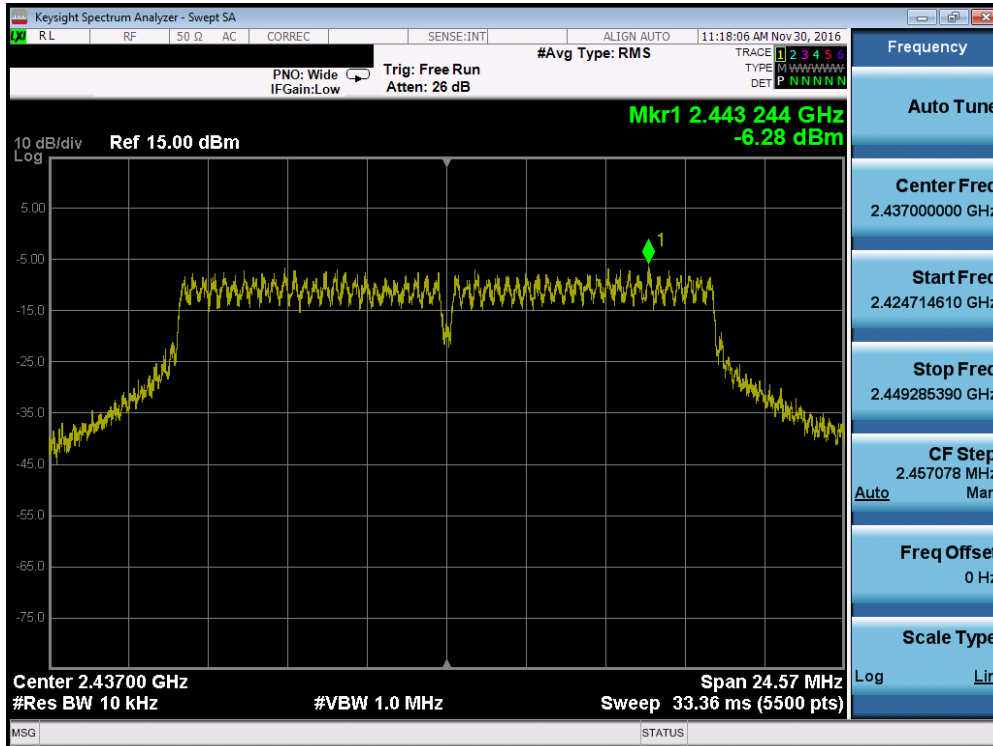 Keysight Spectrum Analyzer - Swept SA
LXI RL RF 50 Ω AC CORREC SENSE:INT ALIGN AUTO 11:18:06 AM Nov 30, 2016
PNO: Wide
IFGain:Low
Trig: Free Run
Atten: 26 dB
#Avg Type: RMS
TRACE 1 2 3 4 5 6
TYPE M WWWWW
DET P N N N N N
Mkr1 2.443 244 GHz
-6.28 dBm
10 dB/div Ref 15.00 dBm
Log
5.00
-5.00
-15.0
-25.0
-35.0
-45.0
-55.0
-65.0
-75.0
1
Center 2.43700 GHz Span 24.57 MHz
#Res BW 10 kHz #VBW 1.0 MHz Sweep 33.36 ms (5500 pts)
MSG STATUS
Frequency
Auto Tune
Center Freq
2.437000000 GHz
Start Freq
2.424714610 GHz
Stop Freq
2.449285390 GHz
CF Step
2.457078 MHz
Auto Man
Freq Offset
0 Hz
Scale Type
Log Lin